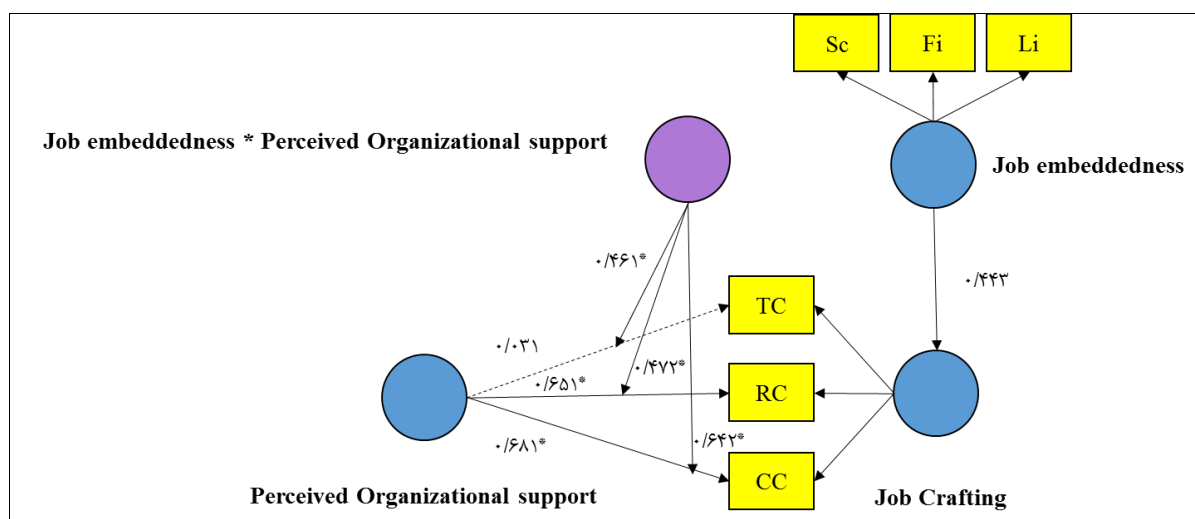 Sc Fi Li
Job embeddedness * Perceived Organizational support
Job embeddedness
۰/۴۶۱*
۰/۴۴۳
TC
۰/۰۳۱
۰/۴۷۲*
۰/۶۵۱*
RC
۰/۶۸۱*
۰/۶۴۲*
CC
Perceived Organizational support
Job Crafting